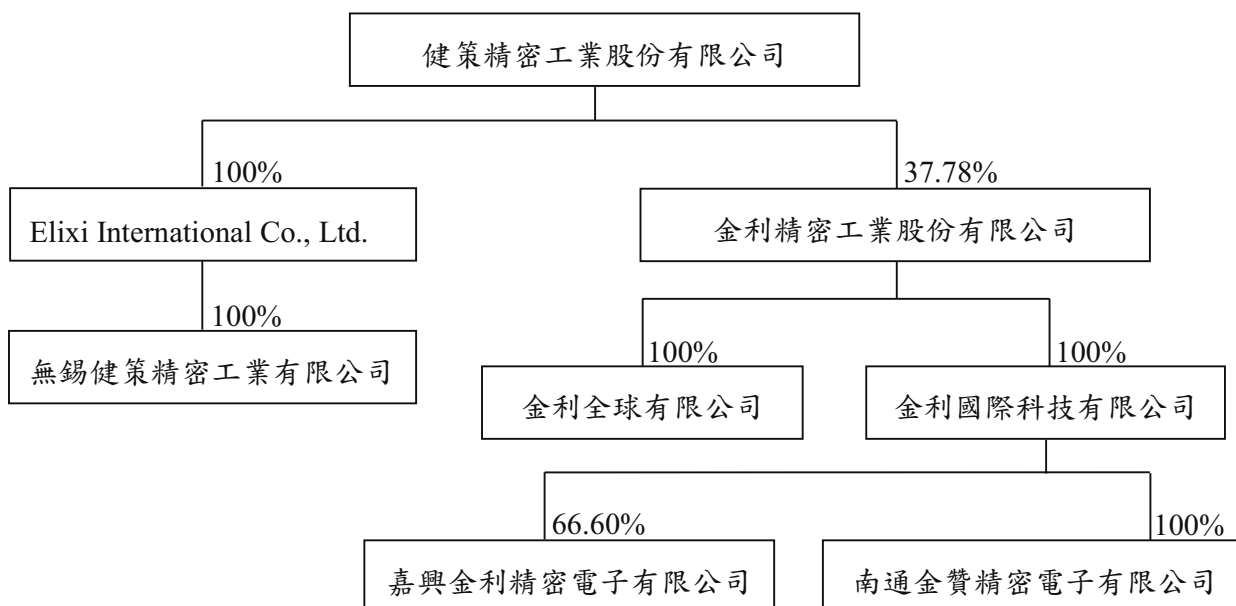 健策精密工業股份有限公司
100%
37.78%
Elixi International Co., Ltd.
金利精密工業股份有限公司
100%
100%
100%
無錫健策精密工業有限公司
金利全球有限公司
金利國際科技有限公司
66.60%
100%
嘉興金利精密電子有限公司
南通金贊精密電子有限公司